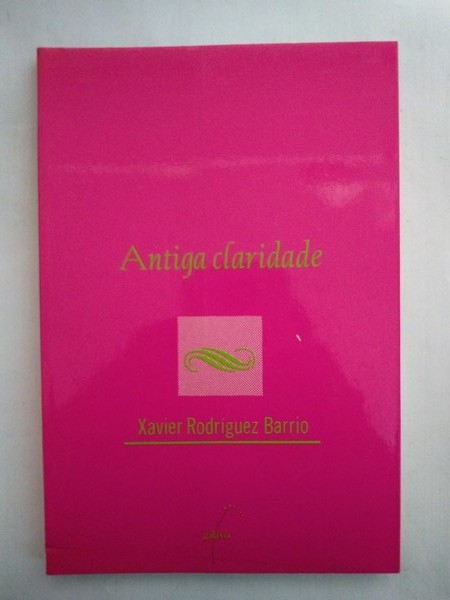 Antiga claridade
Xavier Rodriguez Barrio